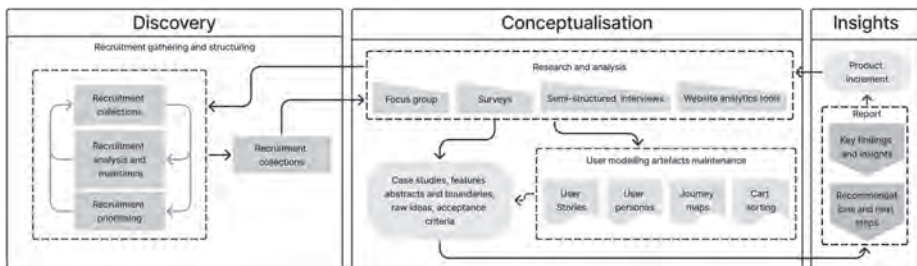 Discovery
Recruitment gathering and structuring
Recruitment
collections
Recruitment
analysis and
maintance
Recruitment
prioritising
Recruitment
collections
Conceptualisation
Research and analysis
Focus group
Surveys
Semi-structured interviews
Website analytics tools
Case studies, features
abstracts and boundaries,
raw ideas, acceptance
criteria
User modelling artefacts maintenance
User
Stories
User
personas
Journey
maps
Cart
sorting
Insights
Product
increment
Report
Key findings
and insights
Recommendat
ions and next
steps